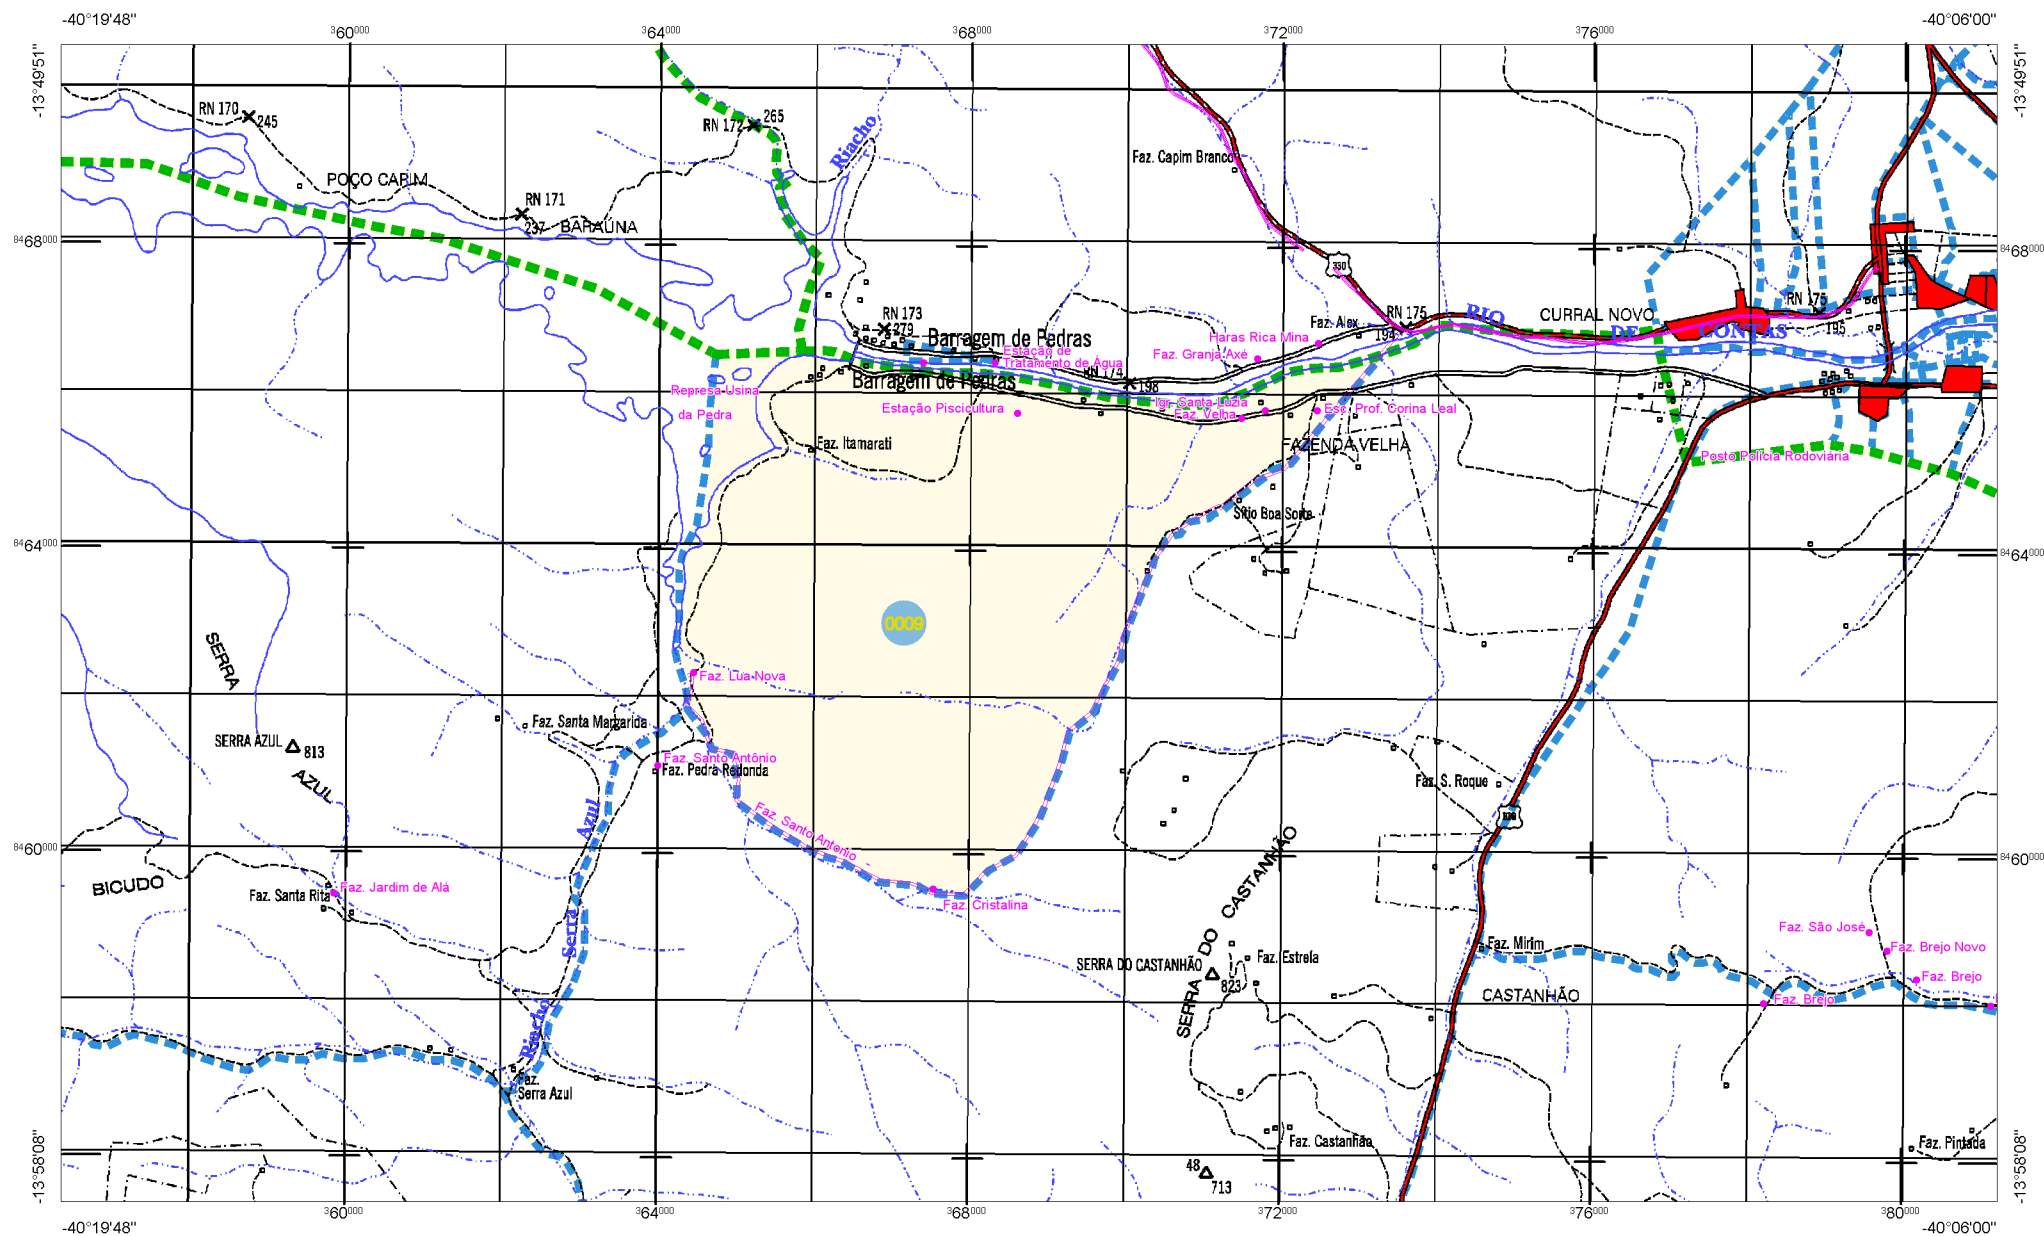 -40°19'48"
-40°06'00"
360000
364000
368000
372000
376000
-13°49'51"
-13°49'51"
RN 170
245
RN 172
265
Riacho
Faz. Capim Branco
POÇO CAPIM
RN 171
237
BARAÚNA
8468000
8468000
330
RN 173
279
Barragem de Pedras
Estação de
Tratamento de Água
Haras Rica Mina
Faz. Alex
194
RN 175
RIO
DE
CONTAS
CURRAL NOVO
RN 175
195
Faz. Granja Axé
RN 174
198
Barragem de Pedras
Represa Usina
da Pedra
Estação Piscicultura
Igr. Santa Luzia
Faz. Velha
Esc. Prof. Corina Leal
Faz. Itamarati
FAZENDA VELHA
Posto Polícia Rodoviária
Sítio Boa Sorte
8464000
8464000
0009
SERRA
AZUL
Faz. Lua Nova
Faz. Santa Margarida
SERRA AZUL
813
Faz. Santo Antônio
Faz. Pedra Redonda
Faz. S. Roque
Faz. Santo Antonio -
Azul
Serra
Riacho
8460000
8460000
BICUDO
Faz. Santa Rita
Faz. Jardim de Alá
Faz. Cristalina
SERRA DO CASTANHÃO
SERRA DO CASTANHÃO
823
Faz. Estrela
Faz. Mirim
Faz. São José
Faz. Brejo Novo
Faz. Brejo
Faz. Brejo
CASTANHÃO
Faz.
Serra Azul
Faz. Castanhão
Faz. Pintada
48
713
-13°58'08"
-13°58'08"
-40°19'48"
-40°06'00"
360000
364000
368000
372000
376000
380000